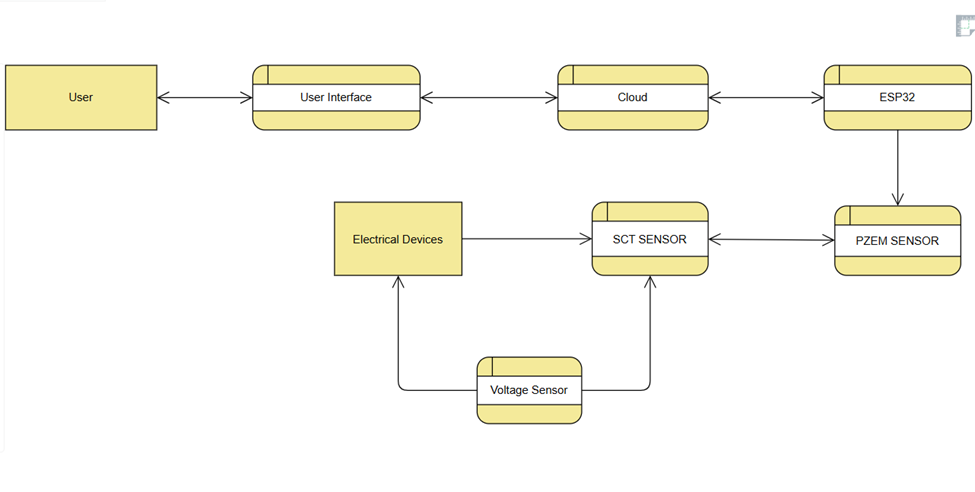 User
User Interface
Cloud
ESP32
Electrical Devices
SCT SENSOR
PZEM SENSOR
Voltage Sensor